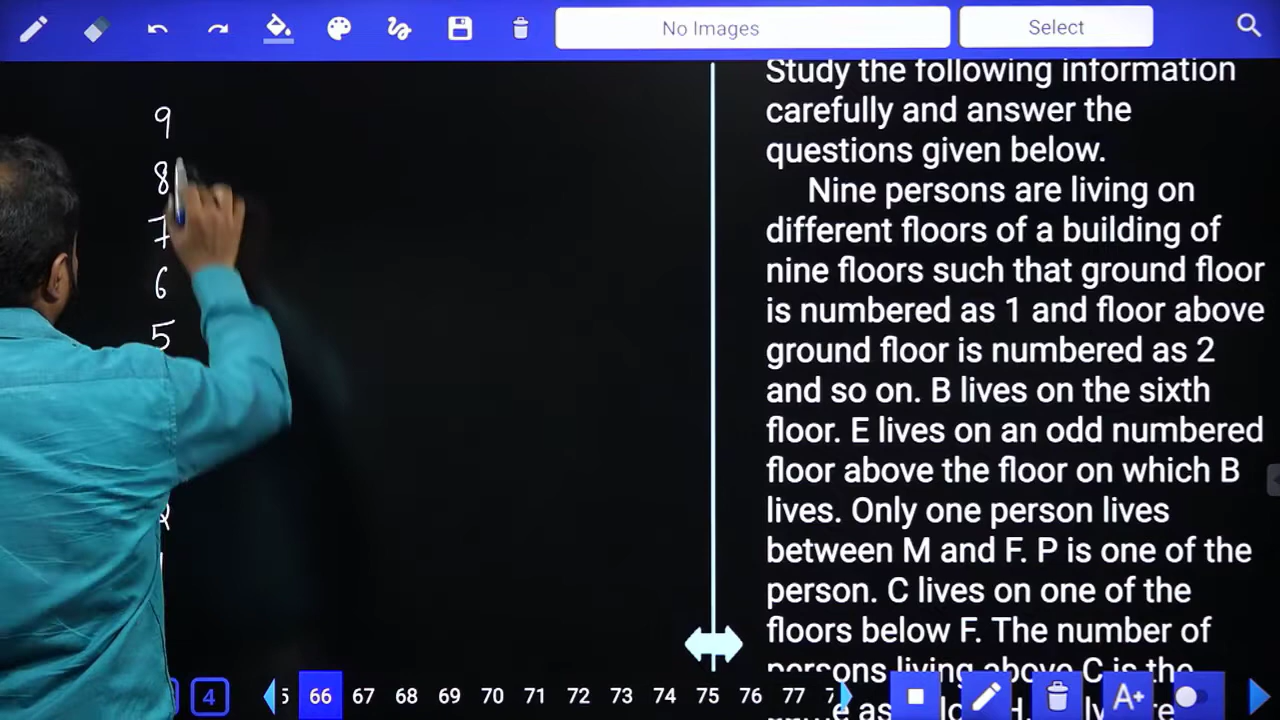 No Images
Select
Study the following information
carefully and answer the
questions given below.
Nine persons are living on
different floors of a building of
nine floors such that ground floor
is numbered as 1 and floor above
ground floor is numbered as 2
and so on. B lives on the sixth
floor. E lives on an odd numbered
floor above the floor on which B
lives. Only one person lives
between M and F. P is one of the
person. C lives on one of the
floors below F. The number of
persons living above C is the
9
8
7
6
5
4
66
67
68
69
70
71
72
73
74
75
76
77
A+